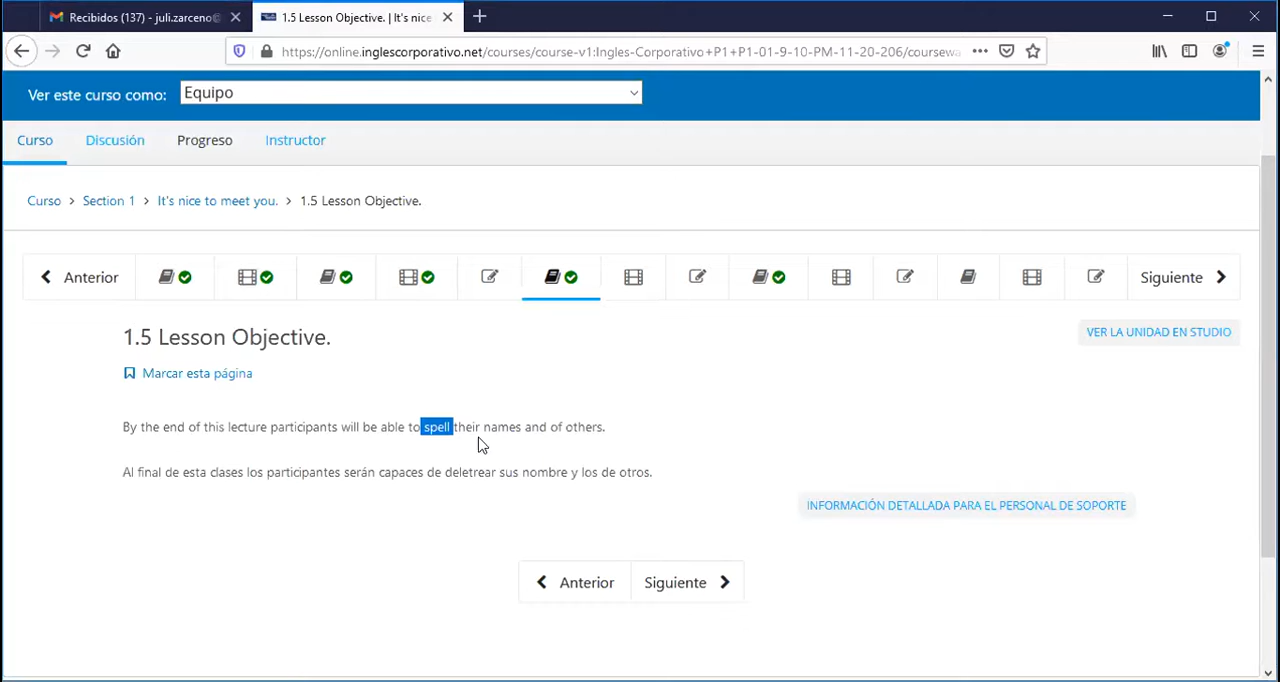 Recibidos (137) - juli.zarceno@
1.5 Lesson Objective. | It's nice
https://online.inglescorporativo.net/courses/course-v1:Ingles-Corporativo+P1+P1-01-9-10-PM-11-20-206/coursewa
Ver este curso como: Equipo
Curso Discusión Progreso Instructor
Curso > Section 1 > It's nice to meet you. > 1.5 Lesson Objective.
Anterior Siguiente
1.5 Lesson Objective.
VER LA UNIDAD EN STUDIO
Marcar esta página
By the end of this lecture participants will be able to spell their names and of others.
Al final de esta clases los participantes serán capaces de deletrear sus nombre y los de otros.
INFORMACIÓN DETALLADA PARA EL PERSONAL DE SOPORTE
Anterior Siguiente